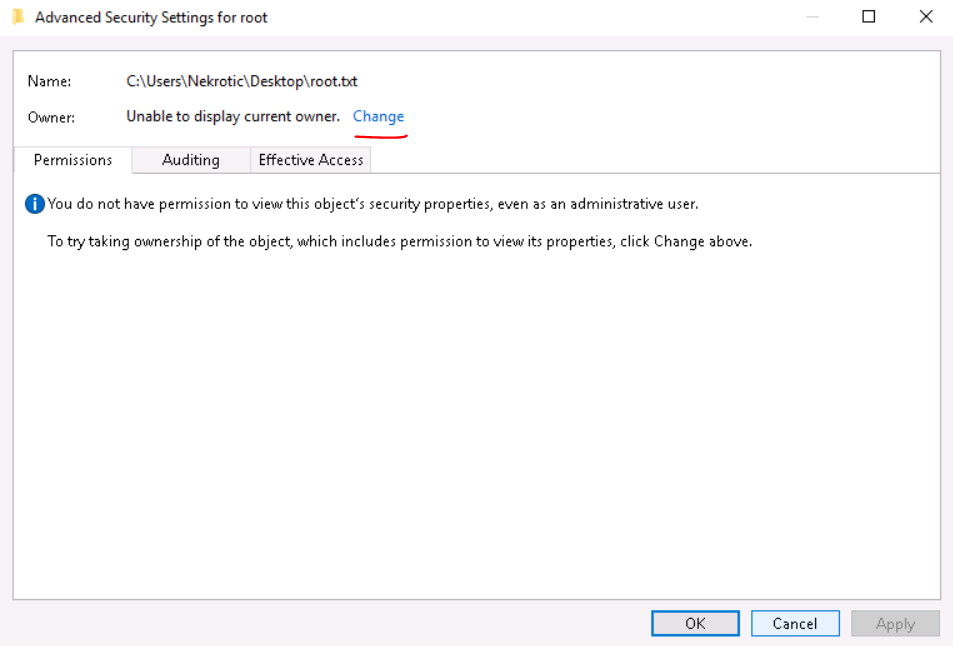 Advanced Security Settings for root
Name: C:\Users\Nekrotic\Desktop\root.txt
Owner: Unable to display current owner. Change
Permissions Auditing Effective Access
You do not have permission to view this object's security properties, even as an administrative user.
To try taking ownership of the object, which includes permission to view its properties, click Change above.
OK Cancel Apply